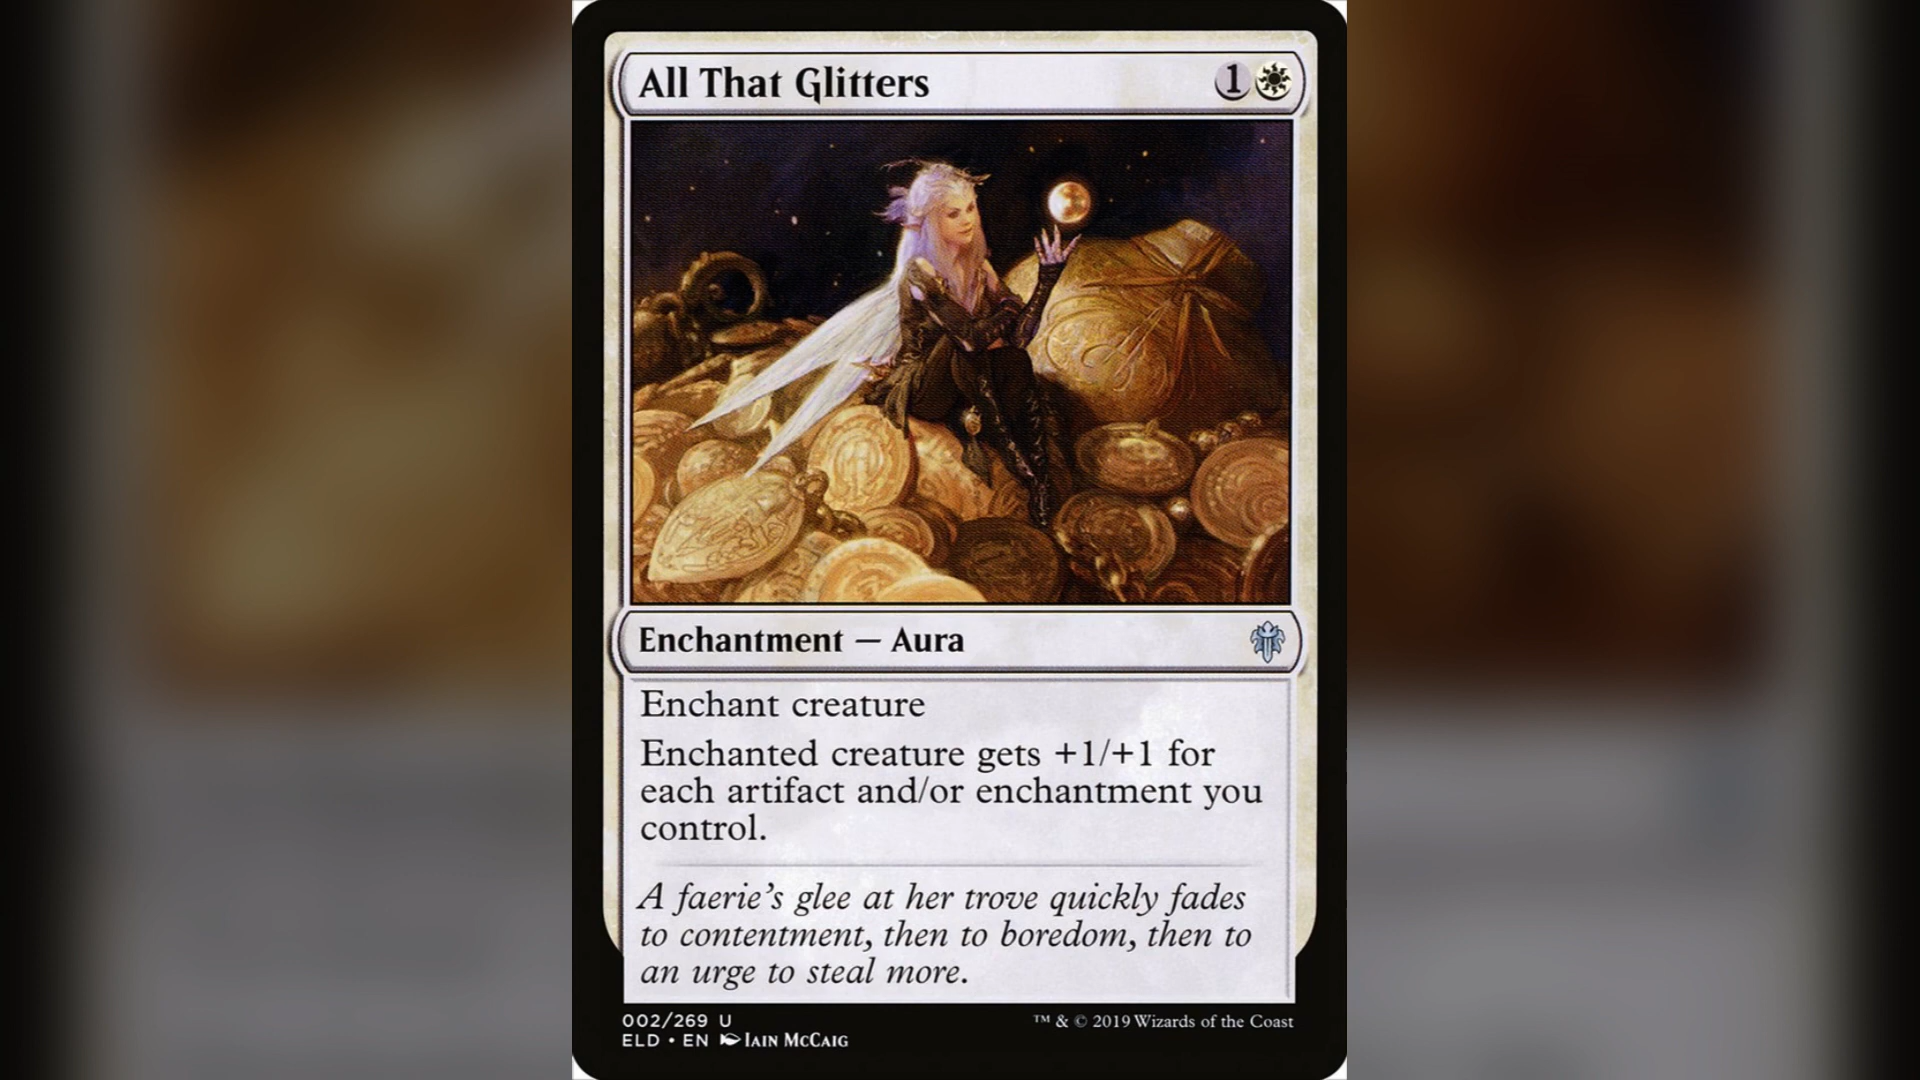 All That Glitters 1
Enchantment — Aura
Enchant creature
Enchanted creature gets +1/+1 for
each artifact and/or enchantment you
control.
A faerie's glee at her trove quickly fades
to contentment, then to boredom, then to
an urge to steal more.
002/269 U
ELD • EN Iain McCaig
™ & © 2019 Wizards of the Coast